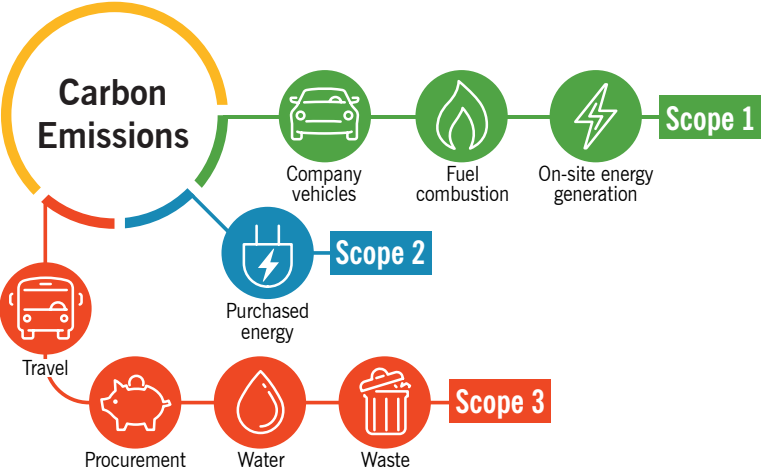 Carbon
Emissions
Company
vehicles
Fuel
combustion
On-site energy
generation
Scope 1
Purchased
energy
Scope 2
Travel
Procurement
Water
Waste
Scope 3